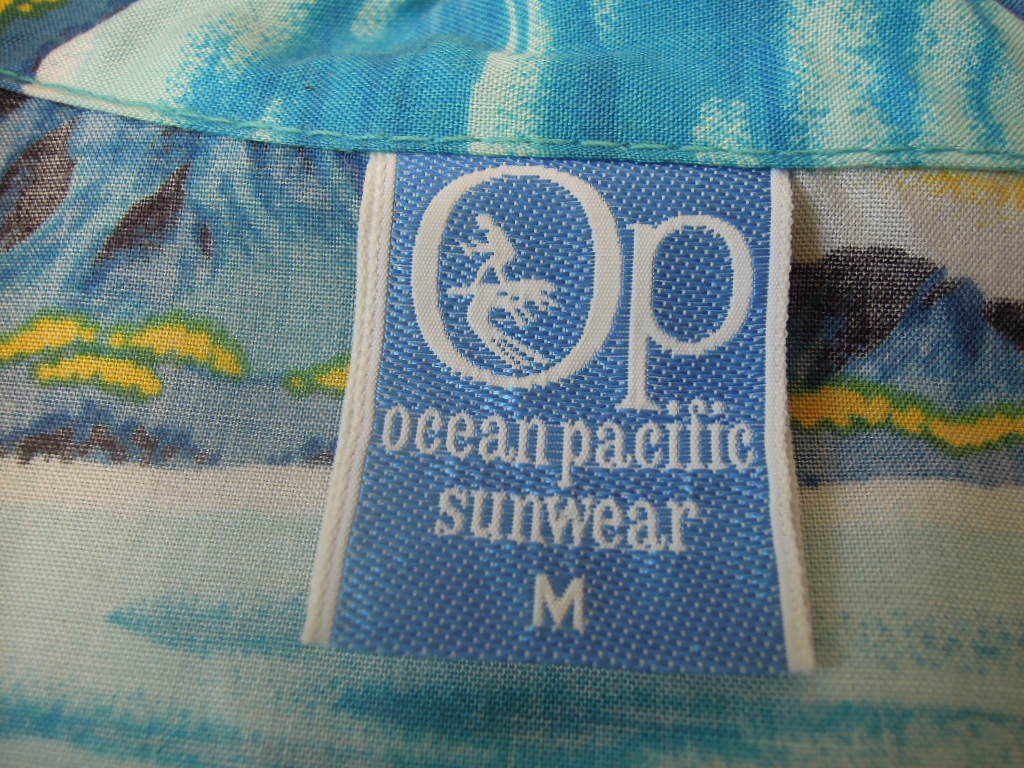 Op
ocean pacific
sunwear
M